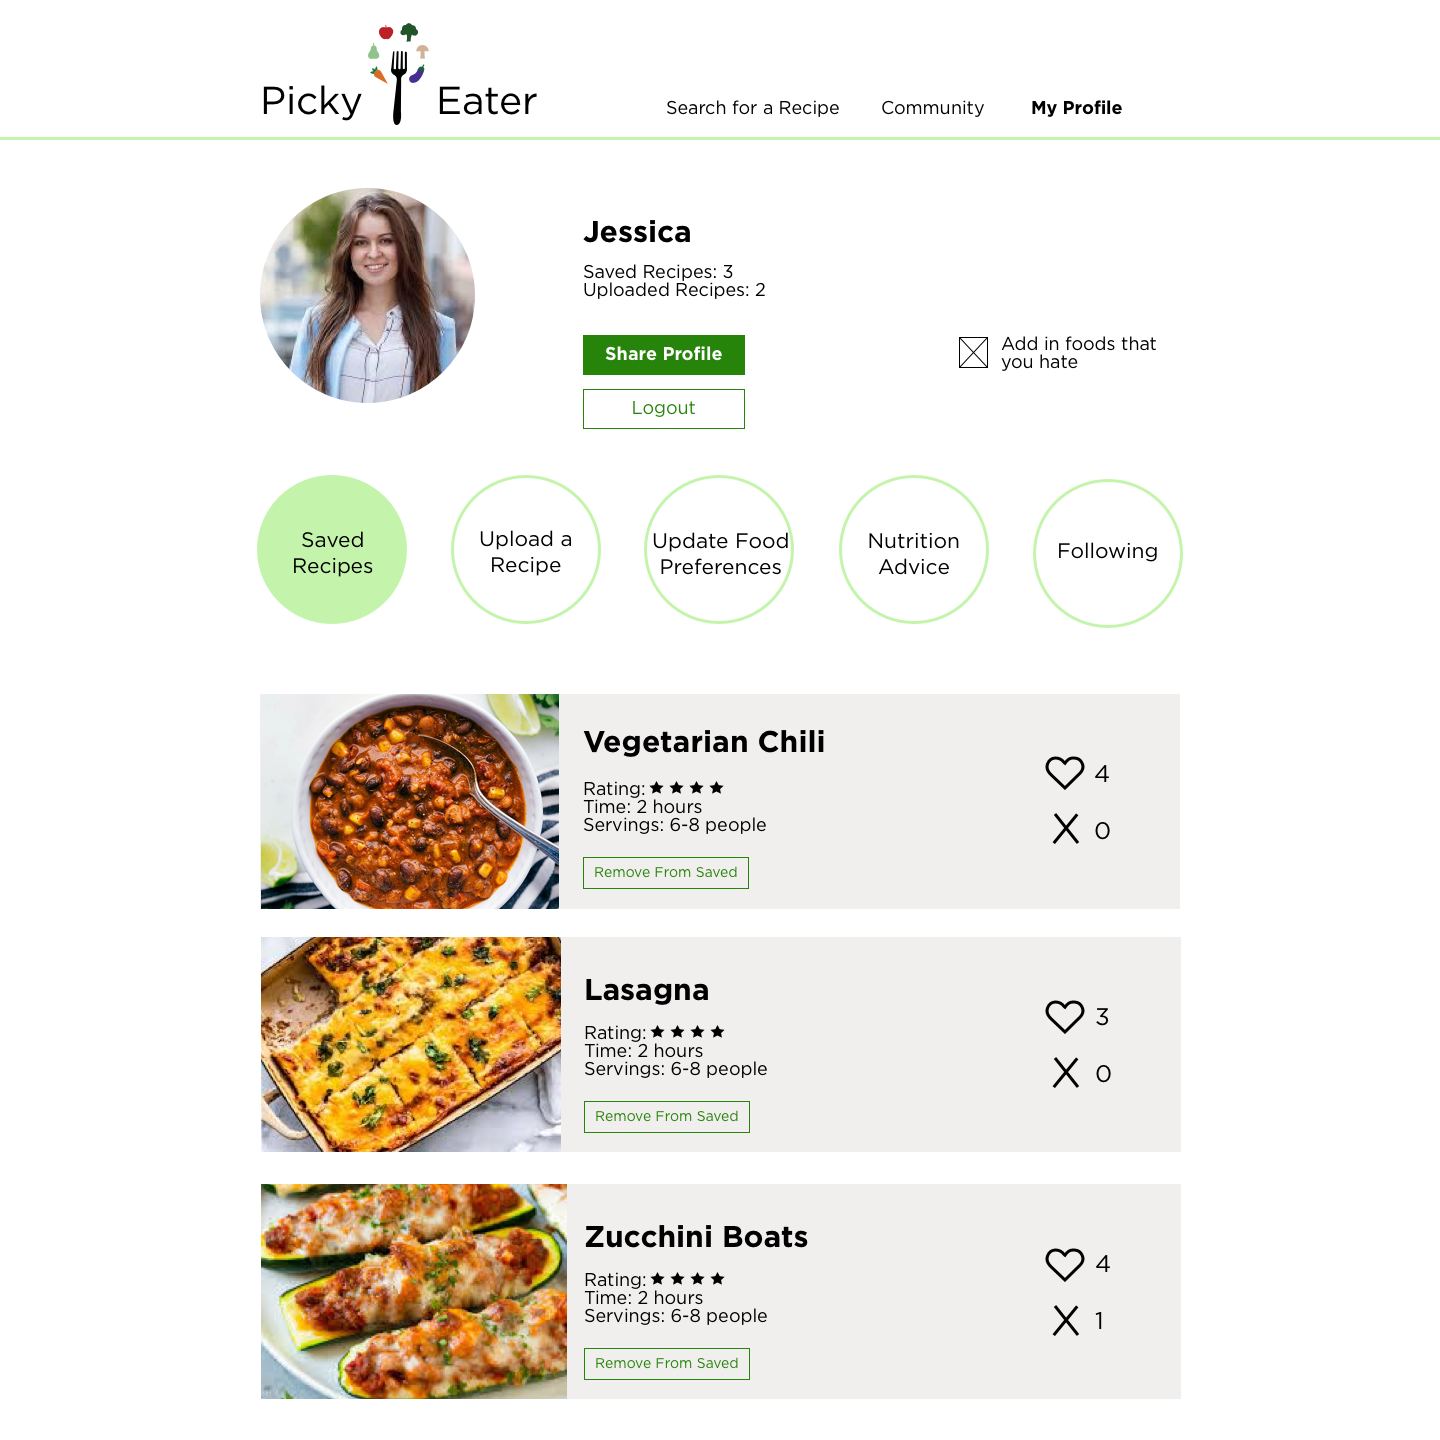 Picky Eater
Search for a Recipe Community My Profile
Jessica
Saved Recipes: 3
Uploaded Recipes: 2
Share Profile
Logout
Add in foods that
you hate
Saved
Recipes
Upload a
Recipe
Update Food
Preferences
Nutrition
Advice
Following
Vegetarian Chili
Rating: ★ ★ ★ ★
Time: 2 hours
Servings: 6-8 people
Remove From Saved
4
0
Lasagna
Rating: ★ ★ ★ ★
Time: 2 hours
Servings: 6-8 people
Remove From Saved
3
0
Zucchini Boats
Rating: ★ ★ ★ ★
Time: 2 hours
Servings: 6-8 people
Remove From Saved
4
1